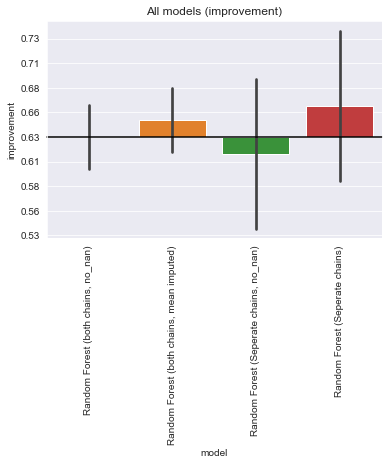 All models (improvement)
improvement
0.73
0.71
0.68
0.66
0.63
0.61
0.58
0.56
0.53
Random Forest (both chains, no_nan)
Random Forest (both chains, mean imputed)
Random Forest (Seperate chains, no_nan)
Random Forest (Seperate chains)
model